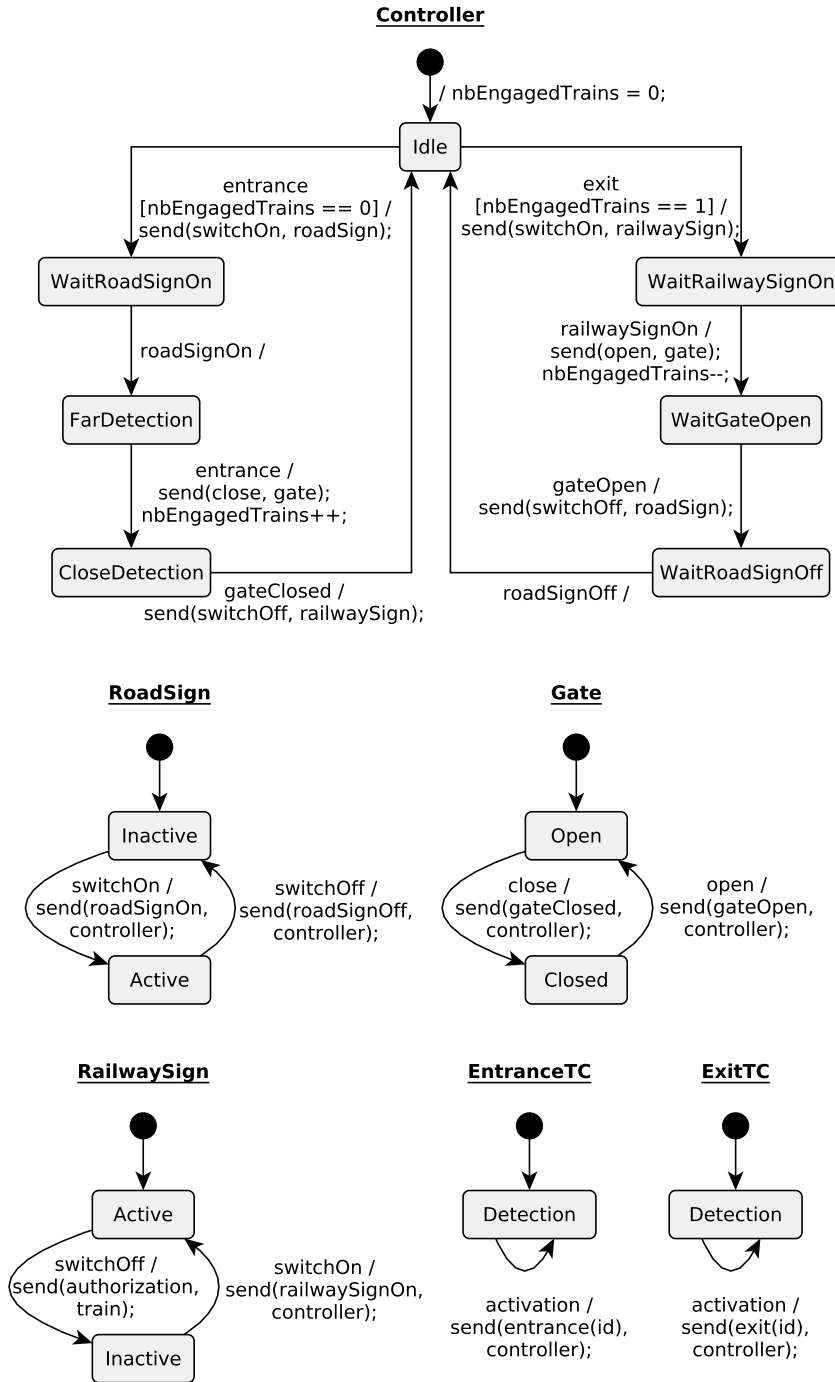 Controller
/ nbEngagedTrains = 0;
Idle
entrance
[nbEngagedTrains == 0] /
send(switchOn, roadSign);
exit
[nbEngagedTrains == 1] /
send(switchOn, railwaySign);
WaitRoadSignOn
WaitRailwaySignOn
roadSignOn /
railwaySignOn /
send(open, gate);
nbEngagedTrains--;
FarDetection
WaitGateOpen
entrance /
send(close, gate);
nbEngagedTrains++;
gateOpen /
send(switchOff, roadSign);
CloseDetection
WaitRoadSignOff
gateClosed /
send(switchOff, railwaySign);
roadSignOff /
RoadSign
Inactive
switchOn /
send(roadSignOn,
controller);
switchOff /
send(roadSignOff,
controller);
Active
Gate
Open
close /
send(gateClosed,
controller);
open /
send(gateOpen,
controller);
Closed
RailwaySign
Active
switchOff /
send(authorization,
train);
switchOn /
send(railwaySignOn,
controller);
Inactive
EntranceTC
Detection
activation /
send(entrance(id),
controller);
ExitTC
Detection
activation /
send(exit(id),
controller);